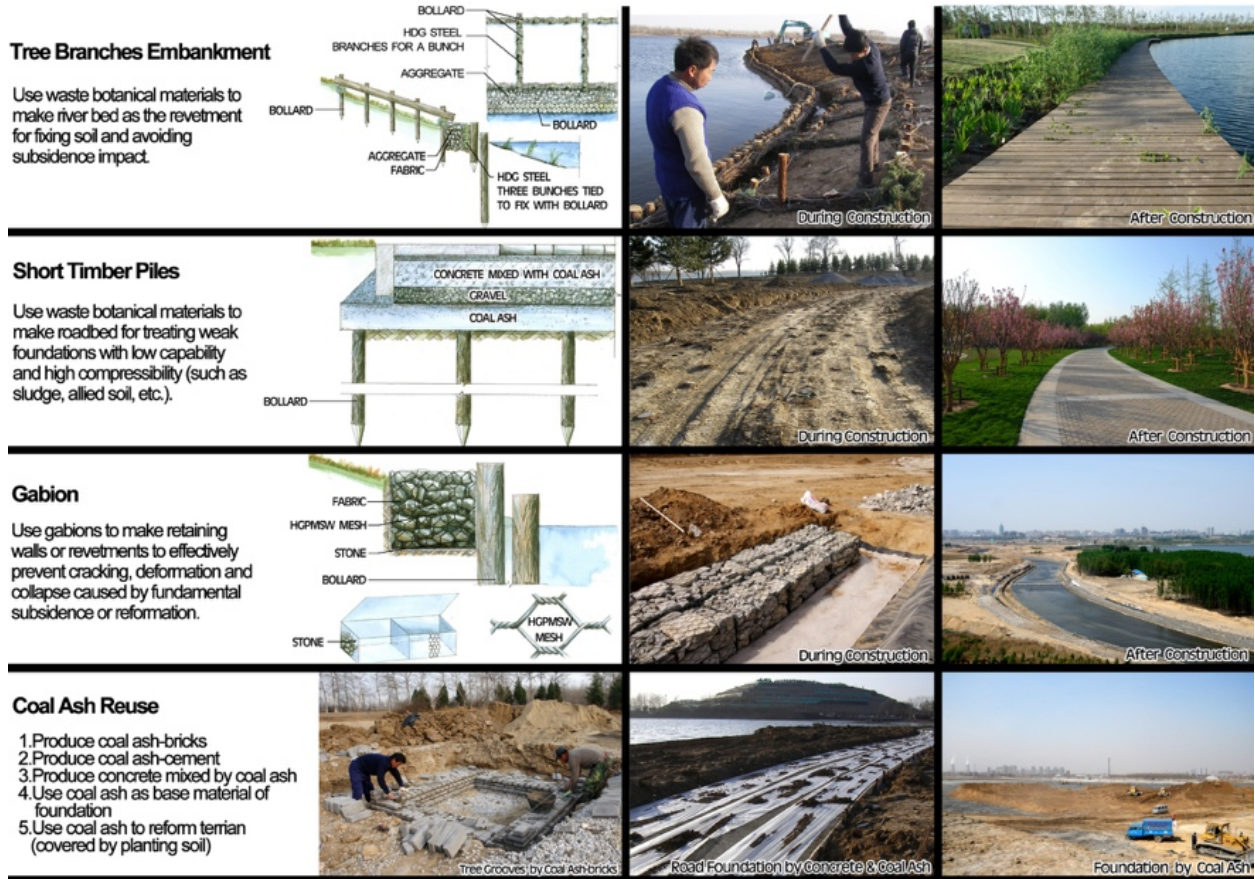 Tree Branches Embankment
Use waste botanical materials to
make river bed as the revetment
for fixing soil and avoiding
subsidence impact.
BOLLARD
HDG STEEL
BRANCHES FOR A BUNCH
AGGREGATE
BOLLARD
BOLLARD
AGGREGATE
FABRIC
HDG STEEL
THREE BUNCHES TIED
TO FIX WITH BOLLARD
During Construction
After Construction
Short Timber Piles
Use waste botanical materials to
make roadbed for treating weak
foundations with low capability
and high compressibility (such as
sludge, allied soil, etc.).
CONCRETE MIXED WITH COAL ASH
GRAVEL
COAL ASH
BOLLARD
During Construction
After Construction
Gabion
Use gabions to make retaining
walls or revetments to effectively
prevent cracking, deformation and
collapse caused by fundamental
subsidence or reformation.
FABRIC
HGPMSW MESH
STONE
BOLLARD
STONE
HGPMSW
MESH
During Construction
After Construction
Coal Ash Reuse
1.Produce coal ash-bricks
2.Produce coal ash-cement
3.Produce concrete mixed by coal ash
4.Use coal ash as base material of
foundation
5.Use coal ash to reform terrian
(covered by planting soil)
Tree Grooves by Coal Ash-bricks
Road Foundation by Concrete & Coal Ash
Foundation by Coal Ash